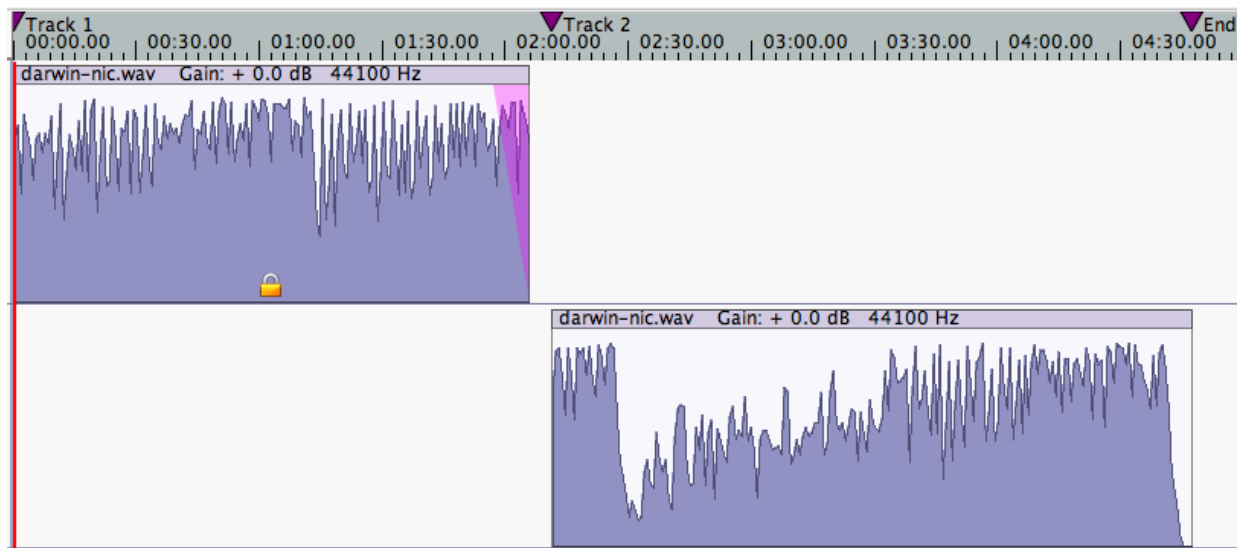 Track 1 Track 2 End
00:00.00 00:30.00 01:00.00 01:30.00 02:00.00 02:30.00 03:00.00 03:30.00 04:00.00 04:30.00
darwin-nic.wav Gain: + 0.0 dB 44100 Hz
darwin-nic.wav Gain: + 0.0 dB 44100 Hz